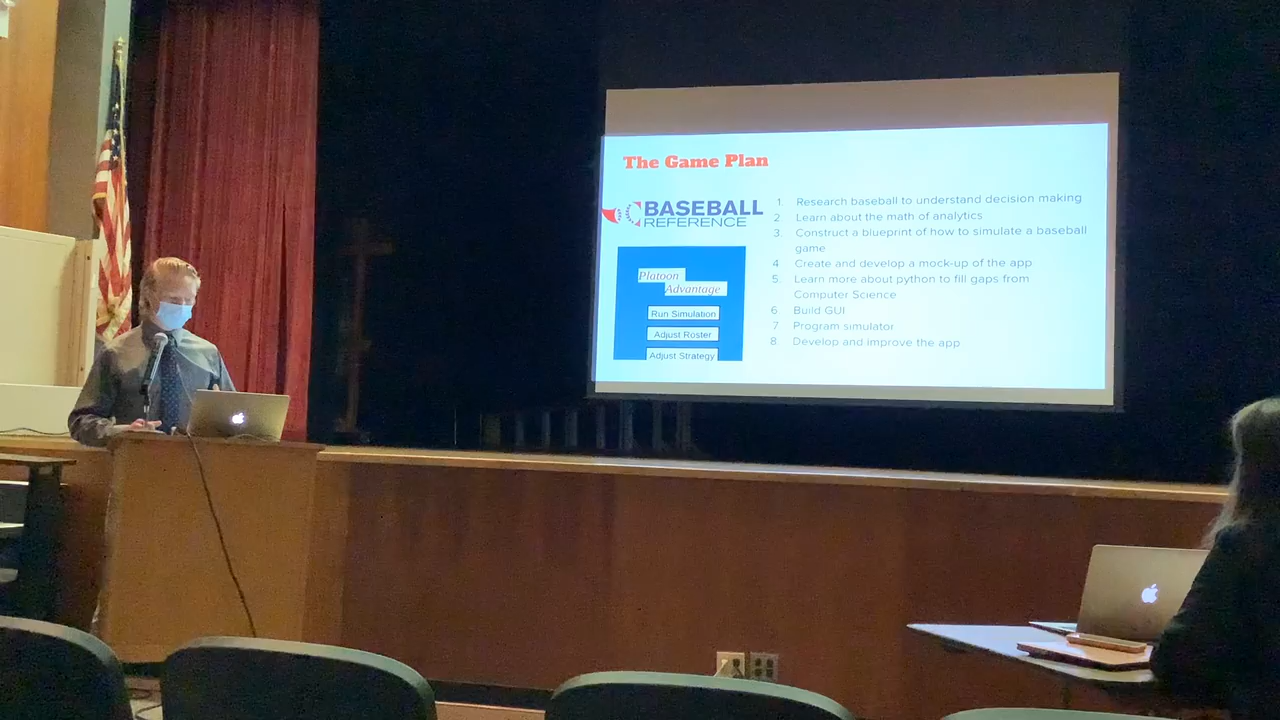 The Game Plan
BASEBALL
REFERENCE
Platoon
Advantage
Run Simulation
Adjust Roster
Adjust Strategy
1. Research baseball to understand decision making
2. Learn about the math of analytics
3. Construct a blueprint of how to simulate a baseball
game
4. Create and develop a mock-up of the app
5. Learn more about python to fill gaps from
Computer Science
6. Build GUI
7. Program simulator
8. Develop and improve the app